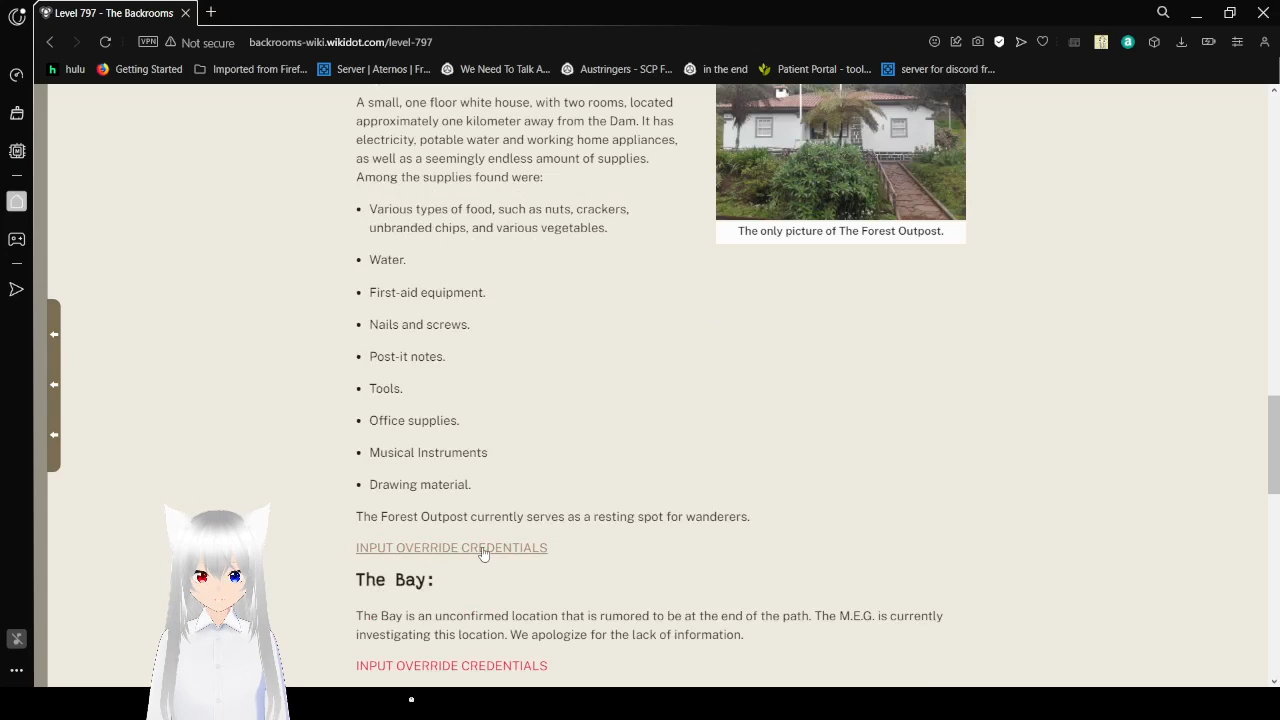 Level 797 - The Backrooms
VPN Not secure backrooms-wiki.wikidot.com/level-797
hulu Getting Started Imported from Firef... Server | Aternos | Fr... We Need To Talk A... Austringers - SCP F... in the end Patient Portal - tool... server for discord fr...
A small, one floor white house, with two rooms, located
approximately one kilometer away from the Dam. It has
electricity, potable water and working home appliances,
as well as a seemingly endless amount of supplies.
Among the supplies found were:
• Various types of food, such as nuts, crackers,
unbranded chips, and various vegetables.
The only picture of The Forest Outpost.
• Water.
• First-aid equipment.
• Nails and screws.
• Post-it notes.
• Tools.
• Office supplies.
• Musical Instruments
• Drawing material.
The Forest Outpost currently serves as a resting spot for wanderers.
INPUT OVERRIDE CREDENTIALS
The Bay:
The Bay is an unconfirmed location that is rumored to be at the end of the path. The M.E.G. is currently
investigating this location. We apologize for the lack of information.
INPUT OVERRIDE CREDENTIALS